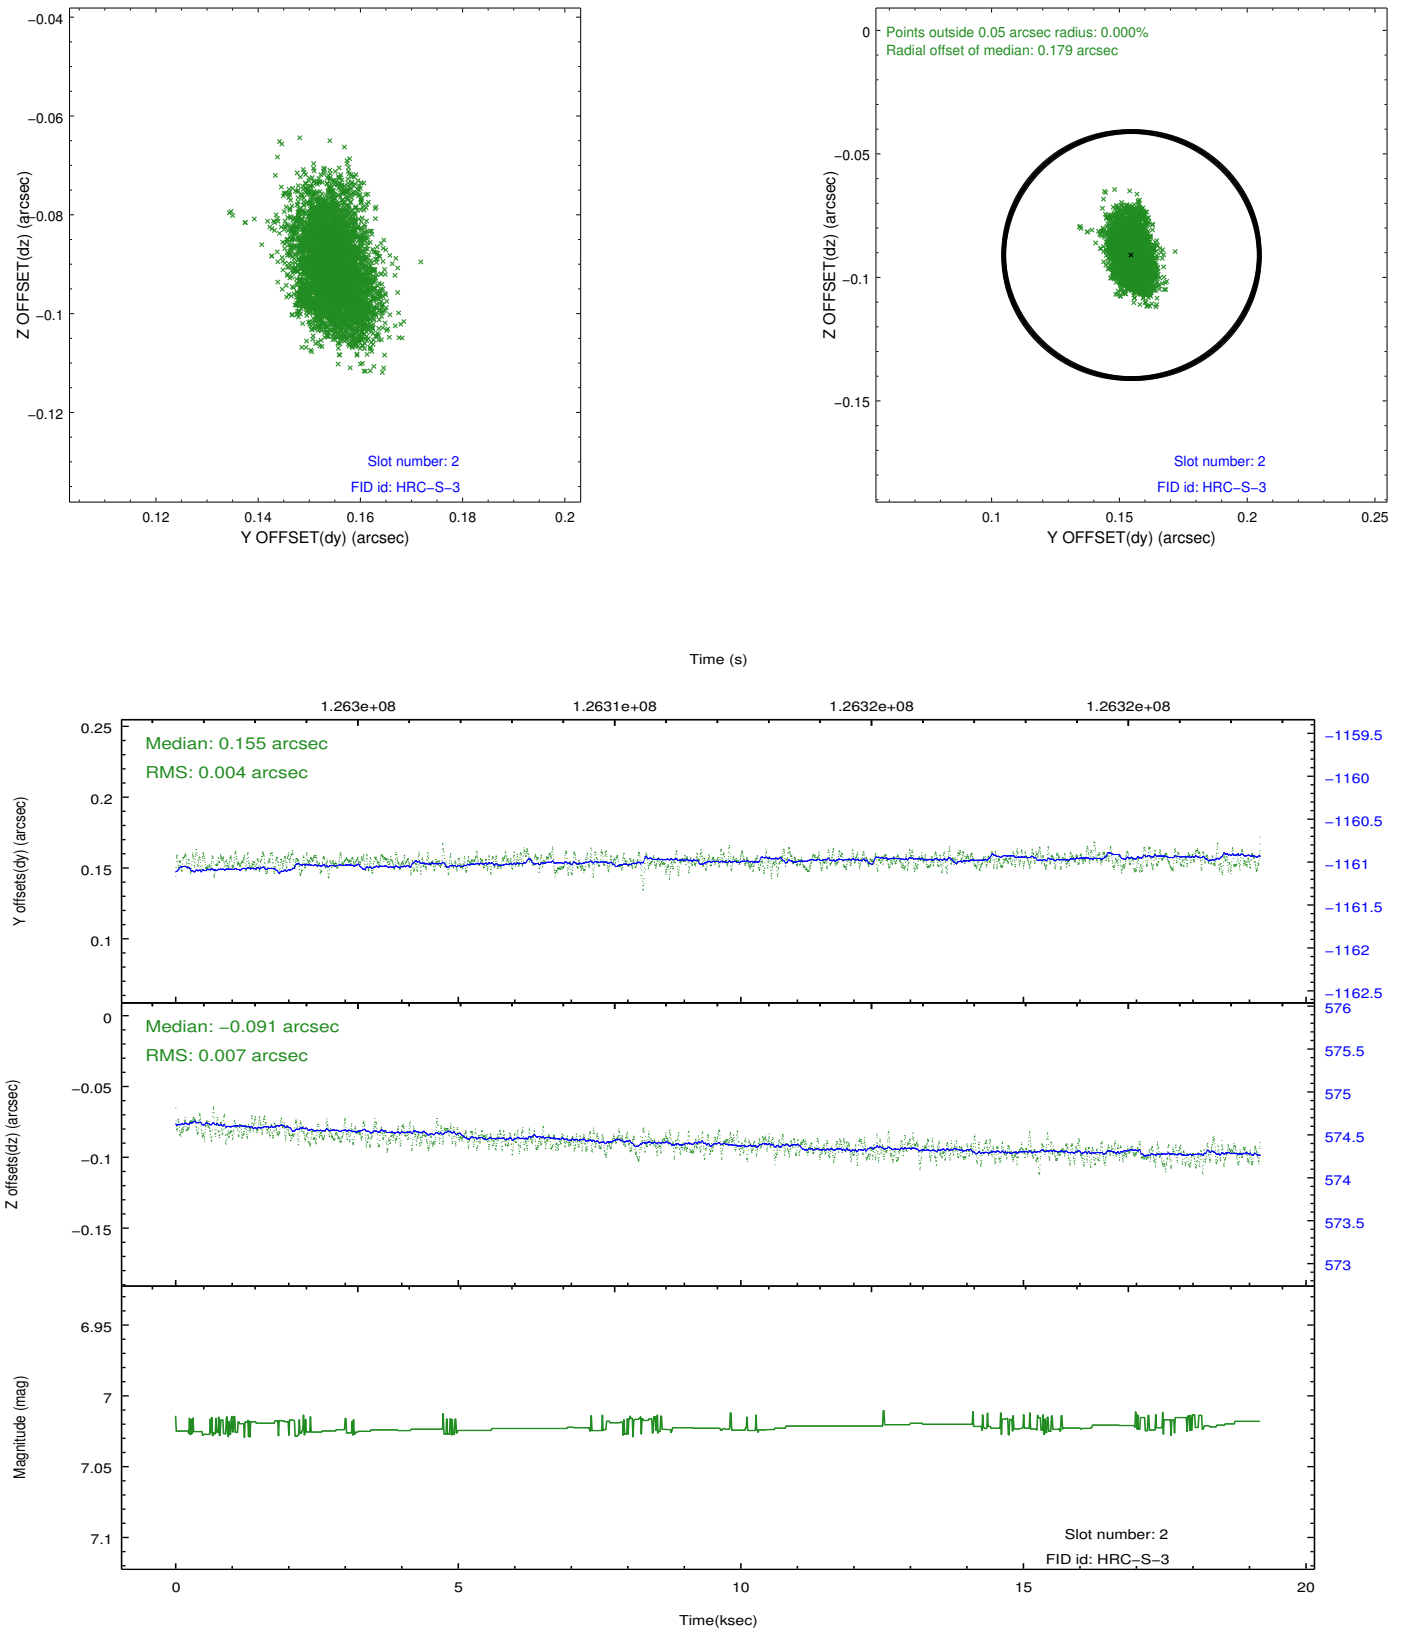 −0.04
−0.06
−0.08
−0.1
−0.12
Z OFFSET(dz) (arcsec)
Slot number: 2
FID id: HRC−S−3
0.12
0.14
0.16
0.18
0.2
Y OFFSET(dy) (arcsec)
0
−0.05
−0.1
−0.15
Z OFFSET(dz) (arcsec)
Points outside 0.05 arcsec radius: 0.000%
Radial offset of median: 0.179 arcsec
Slot number: 2
FID id: HRC−S−3
0.1
0.15
0.2
0.25
Y OFFSET(dy) (arcsec)
Time (s)
1.263e+08
1.2631e+08
1.2632e+08
1.2632e+08
0.25
0.2
0.15
0.1
Y offsets(dy) (arcsec)
Median: 0.155 arcsec
RMS: 0.004 arcsec
−1159.5
−1160
−1160.5
−1161
−1161.5
−1162
−1162.5
0
−0.05
−0.1
−0.15
Z offsets(dz) (arcsec)
Median: −0.091 arcsec
RMS: 0.007 arcsec
576
575.5
575
574.5
574
573.5
573
6.95
7
7.05
7.1
Magnitude (mag)
Slot number: 2
FID id: HRC−S−3
0
5
10
15
20
Time(ksec)